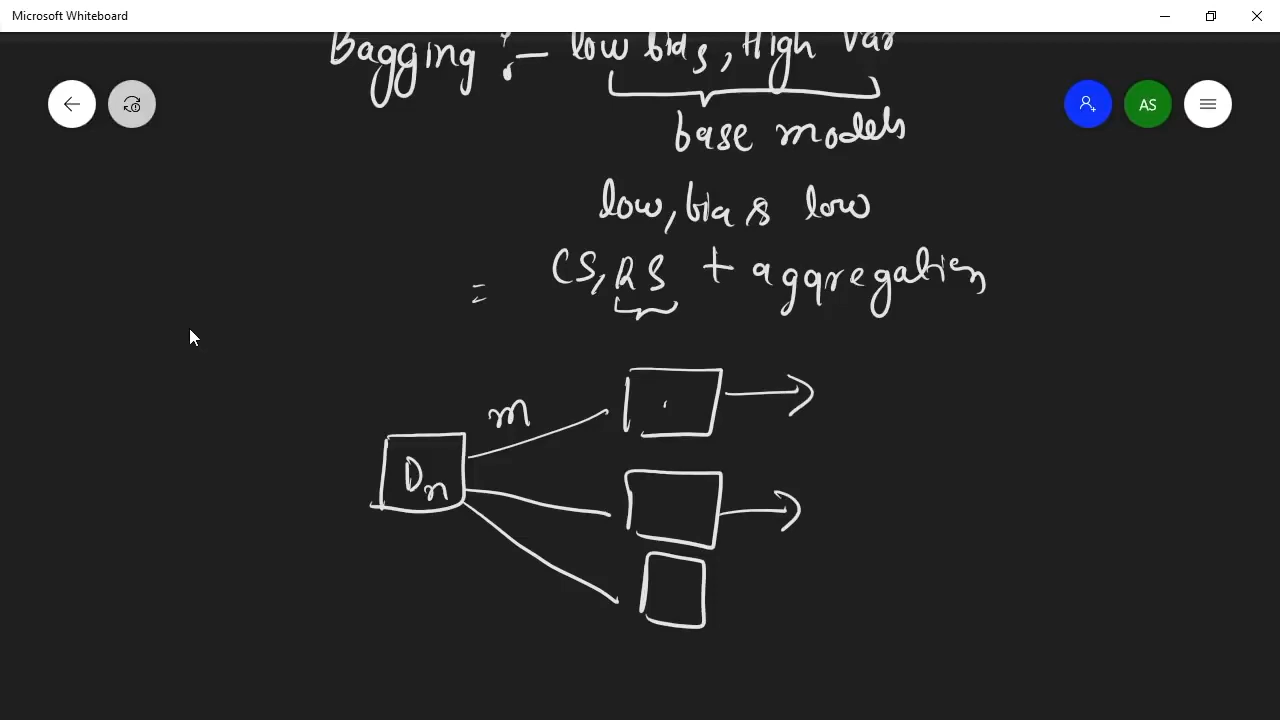 Microsoft Whiteboard
Bagging :- low bias, High Var
AS
base models
low, bias low
= CS, RS + aggregation
m
Dn